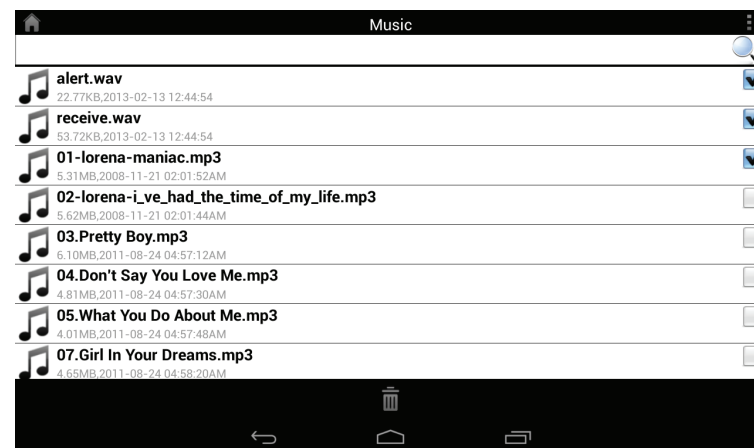 Music
alert.wav
22.77KB,2013-02-13 12:44:54
receive.wav
53.72KB,2013-02-13 12:44:54
01-lorena-maniac.mp3
5.31MB,2008-11-21 02:01:52AM
02-lorena-i_ve_had_the_time_of_my_life.mp3
5.62MB,2008-11-21 02:01:44AM
03.Pretty Boy.mp3
6.10MB,2011-08-24 04:57:12AM
04.Don't Say You Love Me.mp3
4.81MB,2011-08-24 04:57:30AM
05.What You Do About Me.mp3
4.01MB,2011-08-24 04:57:48AM
07.Girl In Your Dreams.mp3
4.65MB,2011-08-24 04:58:20AM